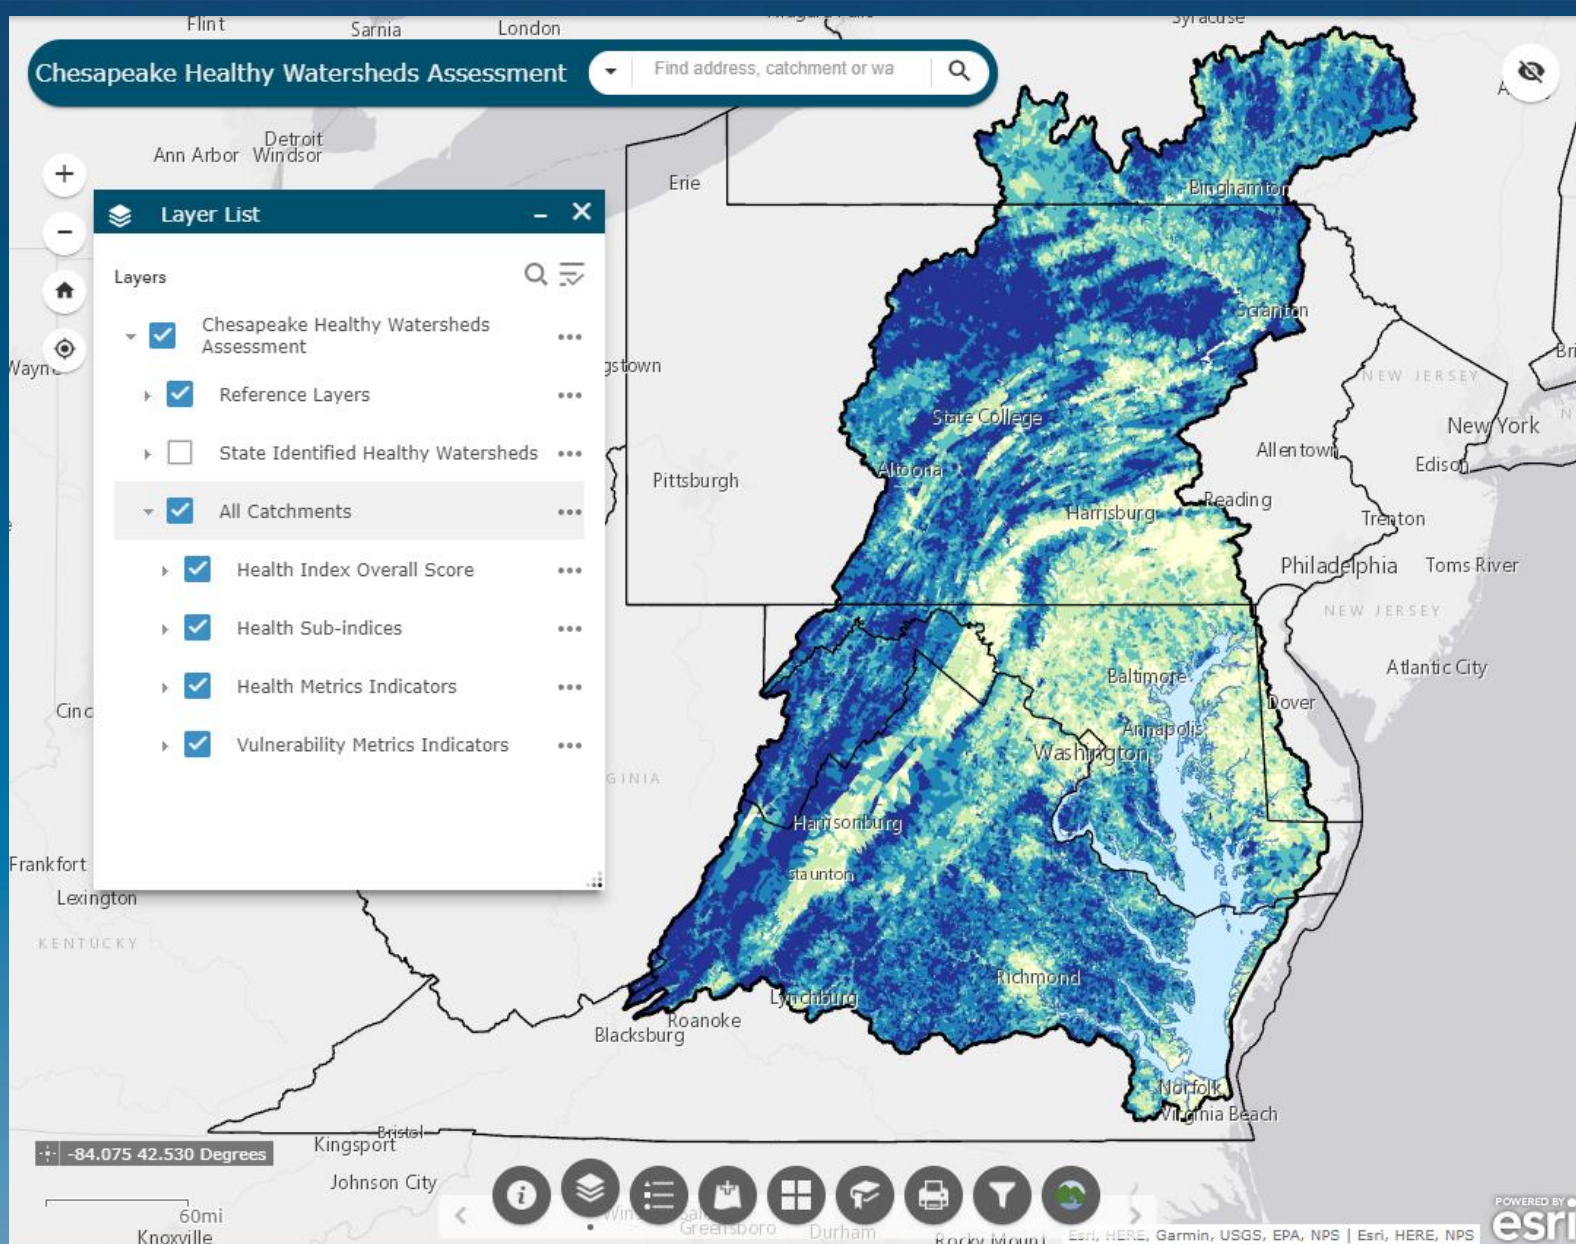 Flint
Sarnia
London
Syracuse
Chesapeake Healthy Watersheds Assessment
Find address, catchment or wa
Detroit
Ann Arbor
Windsor
Erie
Binghamton
Layer List
Layers
Chesapeake Healthy Watersheds
Assessment
Reference Layers
State Identified Healthy Watersheds
All Catchments
Health Index Overall Score
Health Sub-indices
Health Metrics Indicators
Vulnerability Metrics Indicators
Scranton
gstown
NEW JERSEY
State College
New York
Allentown
Edison
Altoona
Pittsburgh
Reading
Harrisburg
Trenton
Philadelphia
Toms River
NEW JERSEY
Baltimore
Atlantic City
Dover
Cinc
Annapolis
Washington
GINIA
Harrisonburg
Frankfort
Staunton
Lexington
KENTUCKY
Richmond
Lynchburg
Roanoke
Blacksburg
Norfolk
Virginia Beach
Bristol
Kingsport
-84.075 42.530 Degrees
Johnson City
60mi
Knoxville
Greensboro
Durham
Rocky Mount
Esri, HERE, Garmin, USGS, EPA, NPS | Esri, HERE, NPS
POWERED BY
esri